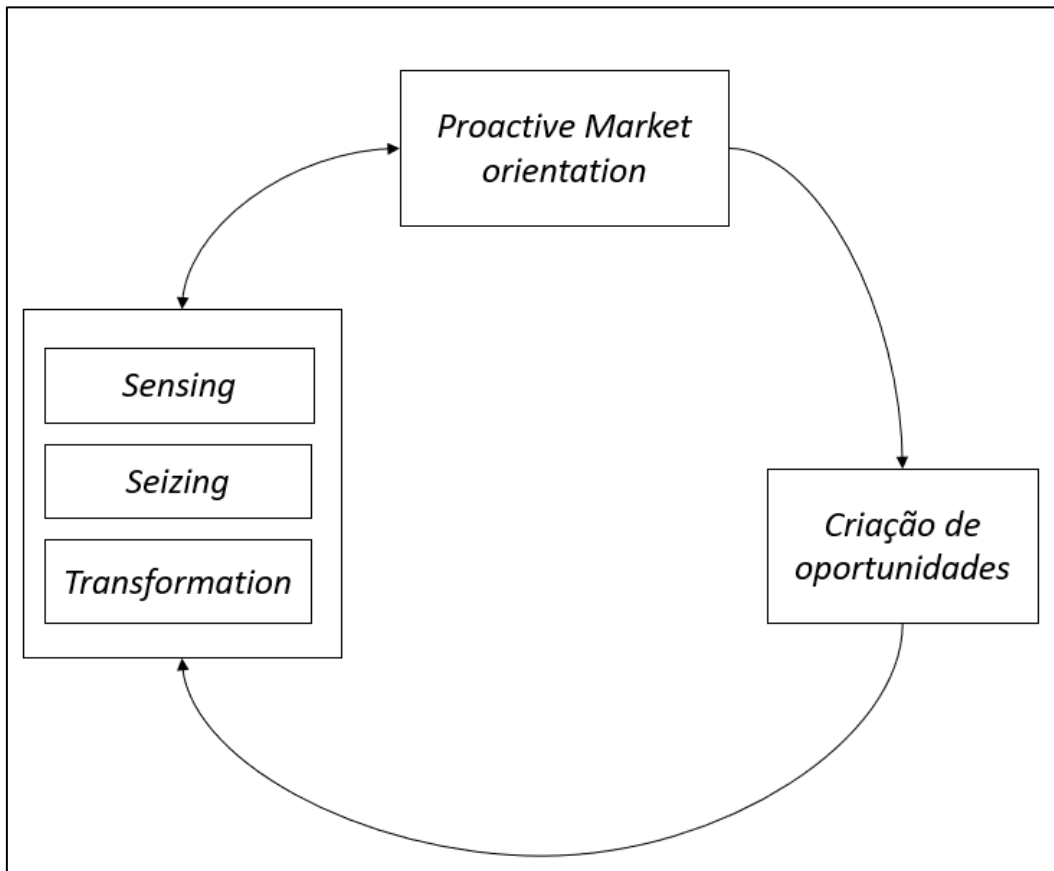 Proactive Market
orientation
Sensing
Seizing
Transformation
Criação de
oportunidades